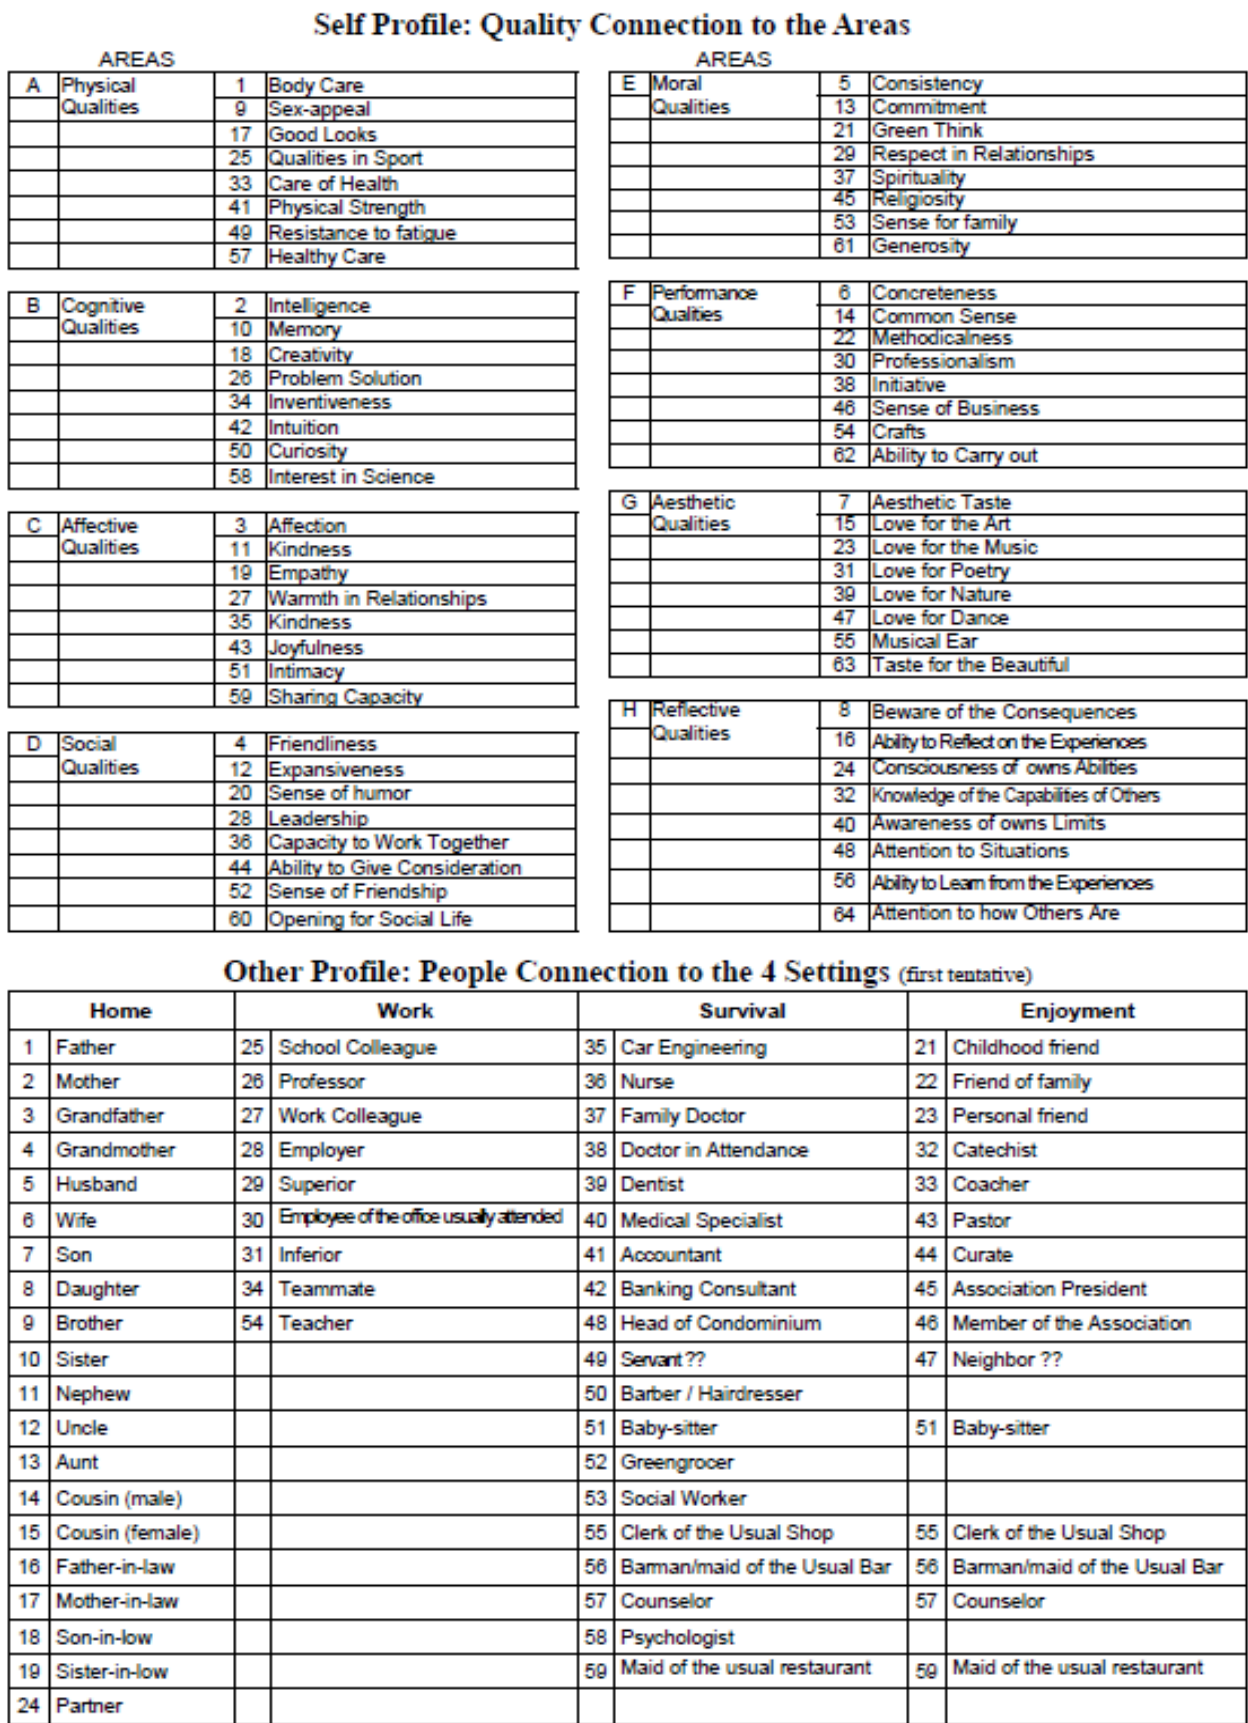 Self Profile: Quality Connection to the Areas
AREAS
A Physical 1 Body Care
Qualities 9 Sex-appeal
17 Good Looks
25 Qualities in Sport
33 Care of Health
41 Physical Strength
49 Resistance to fatigue
57 Healthy Care
B Cognitive 2 Intelligence
Qualities 10 Memory
18 Creativity
26 Problem Solution
34 Inventiveness
42 Intuition
50 Curiosity
58 Interest in Science
C Affective 3 Affection
Qualities 11 Kindness
19 Empathy
27 Warmth in Relationships
35 Kindness
43 Joyfulness
51 Intimacy
59 Sharing Capacity
D Social 4 Friendliness
Qualities 12 Expansiveness
20 Sense of humor
28 Leadership
36 Capacity to Work Together
44 Ability to Give Consideration
52 Sense of Friendship
60 Opening for Social Life
AREAS
E Moral 5 Consistency
Qualities 13 Commitment
21 Green Think
29 Respect in Relationships
37 Spirituality
45 Religiosity
53 Sense for family
61 Generosity
F Performance 6 Concreteness
Qualities 14 Common Sense
22 Methodicalness
30 Professionalism
38 Initiative
46 Sense of Business
54 Crafts
62 Ability to Carry out
G Aesthetic 7 Aesthetic Taste
Qualities 15 Love for the Art
23 Love for the Music
31 Love for Poetry
39 Love for Nature
47 Love for Dance
55 Musical Ear
63 Taste for the Beautiful
H Reflective 8 Beware of the Consequences
Qualities 16 Ability to Reflect on the Experiences
24 Consciousness of owns Abilities
32 Knowledge of the Capabilities of Others
40 Awareness of owns Limits
48 Attention to Situations
56 Ability to Learn from the Experiences
64 Attention to how Others Are
Other Profile: People Connection to the 4 Settings (first tentative)
Home Work Survival Enjoyment
1 Father 25 School Colleague 35 Car Engineering 21 Childhood friend
2 Mother 26 Professor 36 Nurse 22 Friend of family
3 Grandfather 27 Work Colleague 37 Family Doctor 23 Personal friend
4 Grandmother 28 Employer 38 Doctor in Attendance 32 Catechist
5 Husband 29 Superior 39 Dentist 33 Coacher
6 Wife 30 Employee of the office usually attended 40 Medical Specialist 43 Pastor
7 Son 31 Inferior 41 Accountant 44 Curate
8 Daughter 34 Teammate 42 Banking Consultant 45 Association President
9 Brother 54 Teacher 48 Head of Condominium 46 Member of the Association
10 Sister 49 Servant?? 47 Neighbor ??
11 Nephew 50 Barber / Hairdresser
12 Uncle 51 Baby-sitter 51 Baby-sitter
13 Aunt 52 Greengrocer
14 Cousin (male) 53 Social Worker
15 Cousin (female) 55 Clerk of the Usual Shop 55 Clerk of the Usual Shop
16 Father-in-law 56 Barman/maid of the Usual Bar 56 Barman/maid of the Usual Bar
17 Mother-in-law 57 Counselor 57 Counselor
18 Son-in-low 58 Psychologist
19 Sister-in-low 59 Maid of the usual restaurant 59 Maid of the usual restaurant
24 Partner